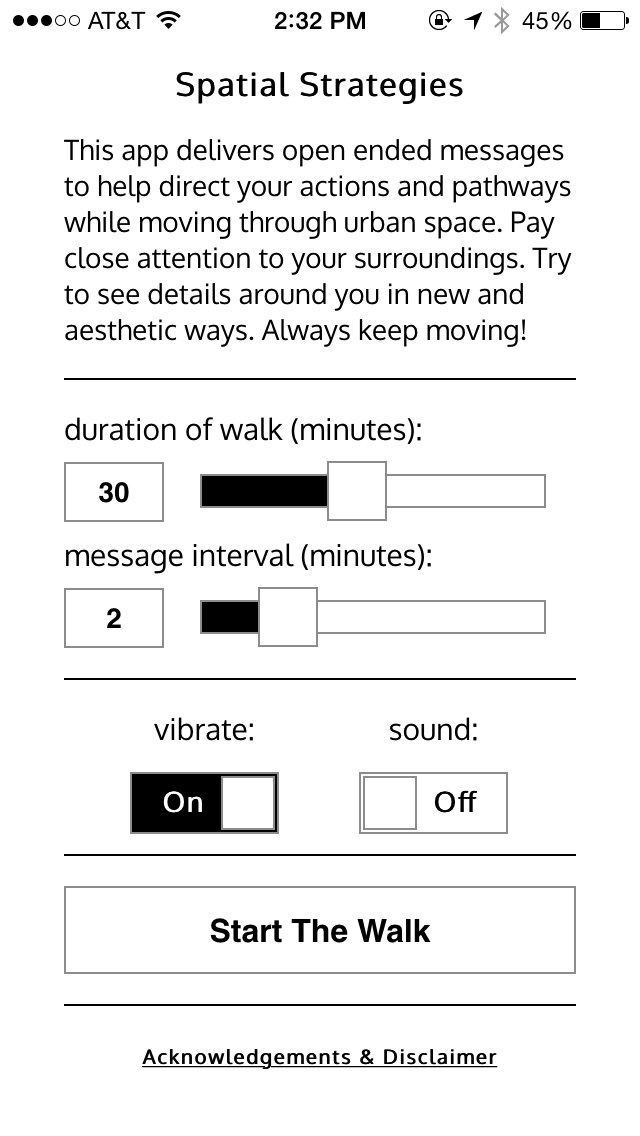 AT&T 2:32 PM 45%
Spatial Strategies
This app delivers open ended messages
to help direct your actions and pathways
while moving through urban space. Pay
close attention to your surroundings. Try
to see details around you in new and
aesthetic ways. Always keep moving!
duration of walk (minutes):
30
message interval (minutes):
2
vibrate: sound:
On Off
Start The Walk
Acknowledgements & Disclaimer